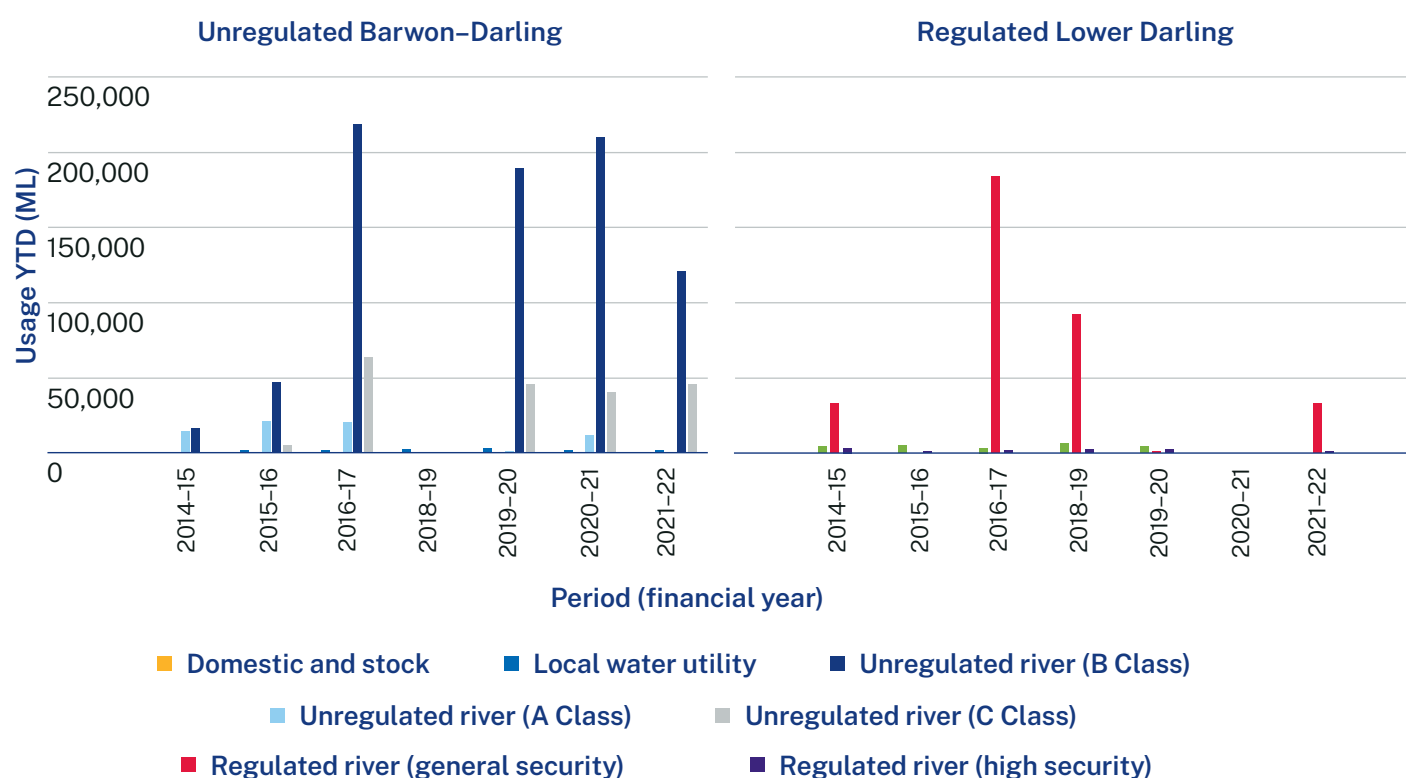 Unregulated Barwon–Darling
Regulated Lower Darling
Usage YTD (ML)
250,000
200,000
150,000
100,000
50,000
0
2014–15
2015–16
2016–17
2018–19
2019–20
2020–21
2021–22
2014–15
2015–16
2016–17
2018–19
2019–20
2020–21
2021–22
Period (financial year)
Domestic and stock
Local water utility
Unregulated river (B Class)
Unregulated river (A Class)
Unregulated river (C Class)
Regulated river (general security)
Regulated river (high security)